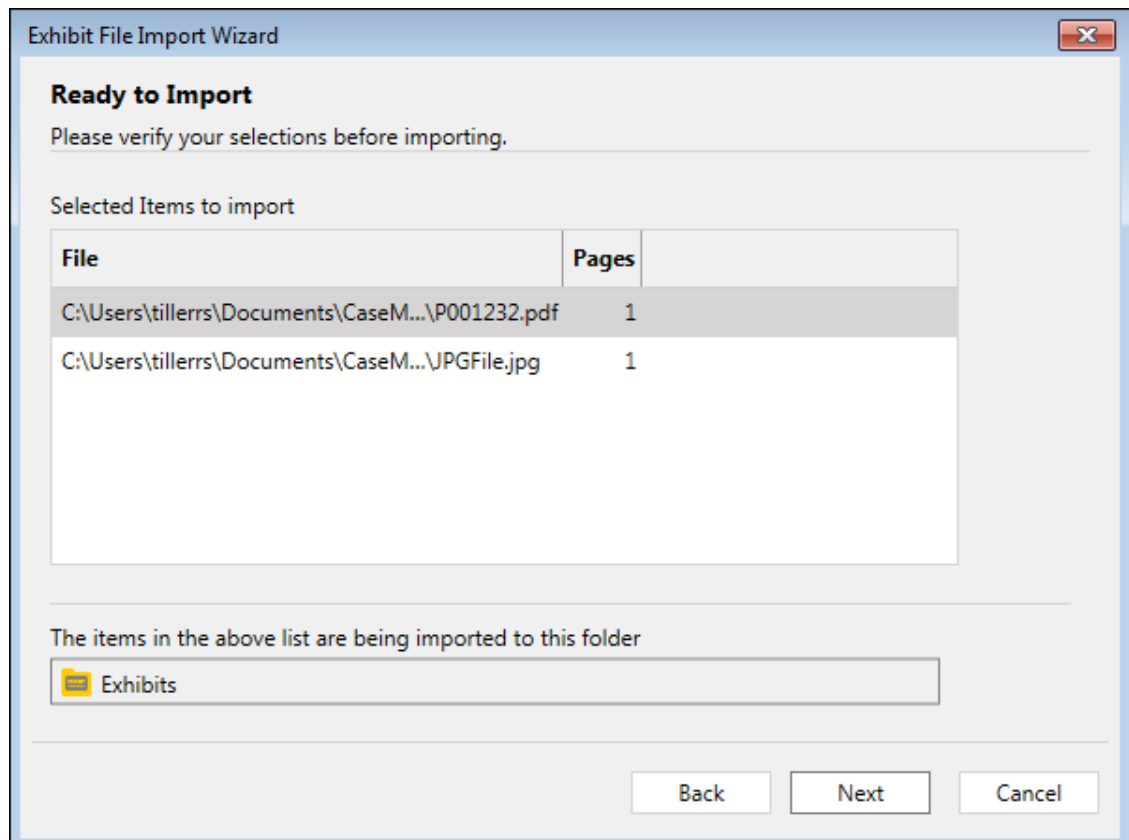 Exhibit File Import Wizard
Ready to Import
Please verify your selections before importing.
Selected Items to import
File Pages
C:\Users\tillerrs\Documents\CaseM...\P001232.pdf 1
C:\Users\tillerrs\Documents\CaseM...\JPGFile.jpg 1
The items in the above list are being imported to this folder
Exhibits
Back Next Cancel